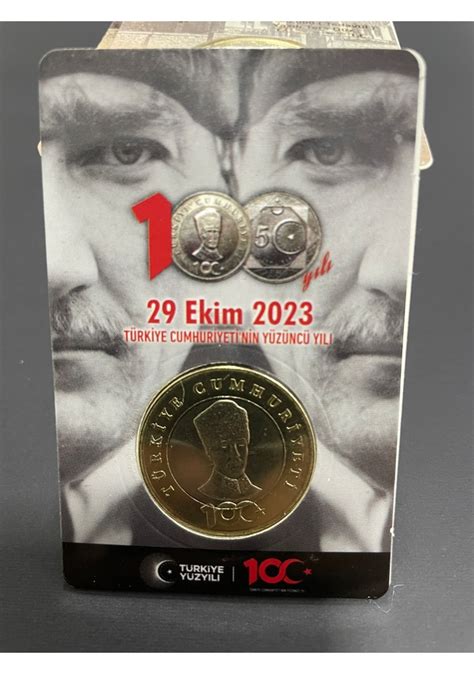 100
50
yılı
29 Ekim 2023
TÜRKİYE CUMHURİYETİ'NİN YÜZÜNCÜ YILI
TÜRKİYE CUMHURİYETİ
100
TÜRKİYE
YÜZYILI
100